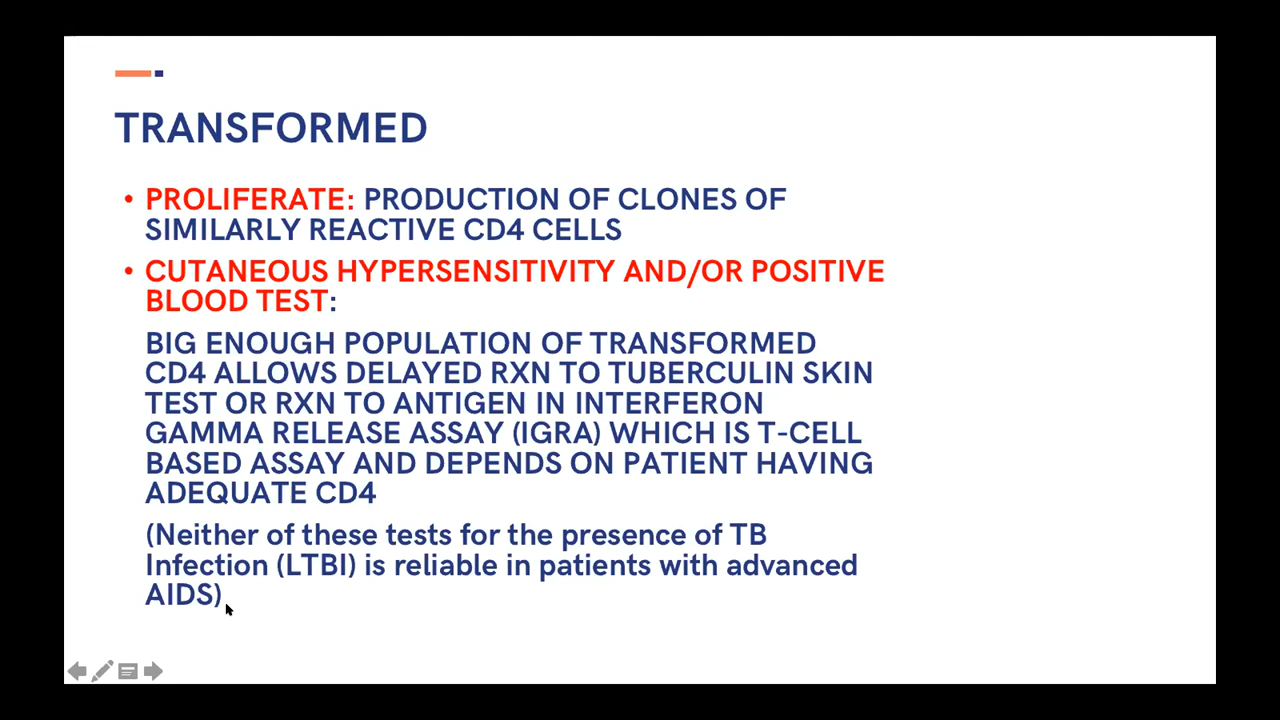 TRANSFORMED
• PROLIFERATE: PRODUCTION OF CLONES OF
SIMILARLY REACTIVE CD4 CELLS
• CUTANEOUS HYPERSENSITIVITY AND/OR POSITIVE
BLOOD TEST:
BIG ENOUGH POPULATION OF TRANSFORMED
CD4 ALLOWS DELAYED RXN TO TUBERCULIN SKIN
TEST OR RXN TO ANTIGEN IN INTERFERON
GAMMA RELEASE ASSAY (IGRA) WHICH IS T-CELL
BASED ASSAY AND DEPENDS ON PATIENT HAVING
ADEQUATE CD4
(Neither of these tests for the presence of TB
Infection (LTBI) is reliable in patients with advanced
AIDS)